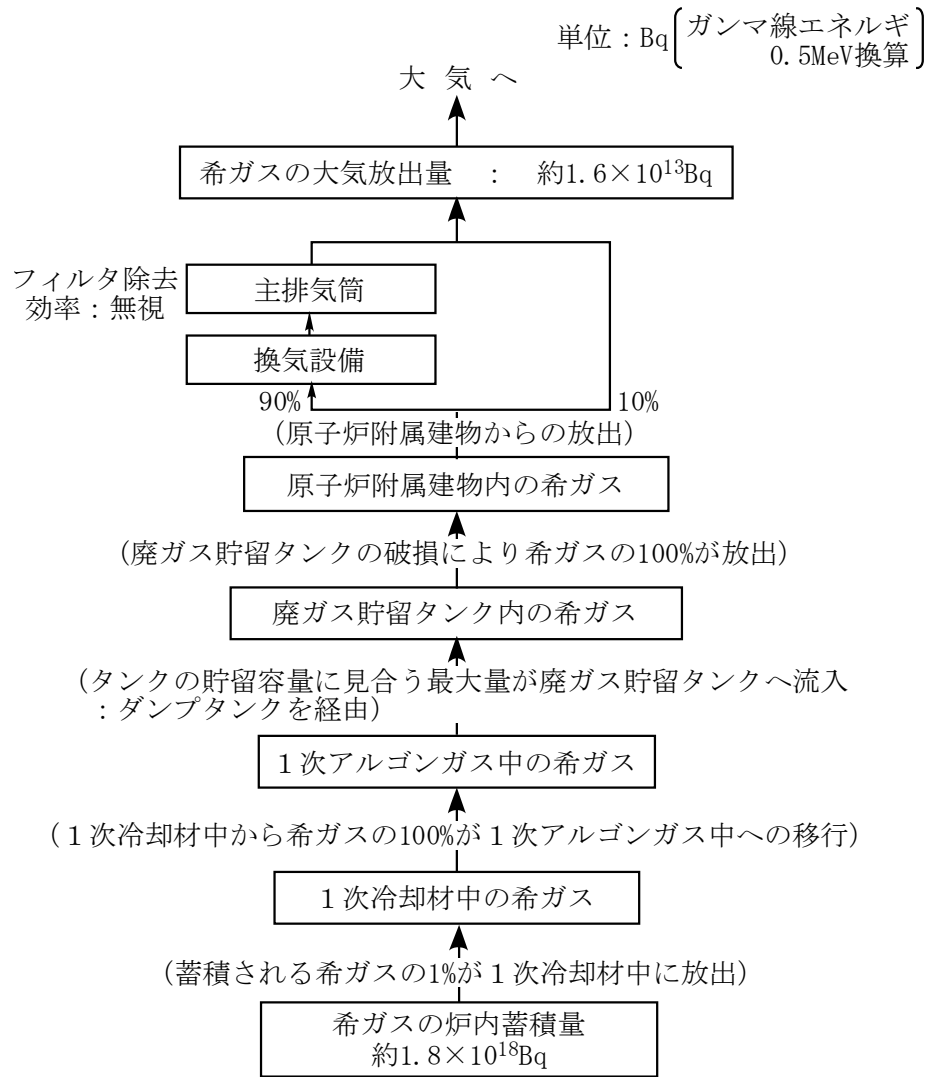 単位：Bq(ガンマ線エネルギ
0.5MeV換算)
大 気 へ
希ガスの大気放出量 ： 約1.6×10¹³Bq
フィルタ除去
効率：無視
主排気筒
換気設備
90%
10%
(原子炉附属建物からの放出)
原子炉附属建物内の希ガス
(廃ガス貯留タンクの破損により希ガスの100%が放出)
廃ガス貯留タンク内の希ガス
(タンクの貯留容量に見合う最大量が廃ガス貯留タンクへ流入
：ダンプタンクを経由)
１次アルゴンガス中の希ガス
(１次冷却材中から希ガスの100%が１次アルゴンガス中への移行)
１次冷却材中の希ガス
(蓄積される希ガスの1%が１次冷却材中に放出)
希ガスの炉内蓄積量
約1.8×10¹⁸Bq